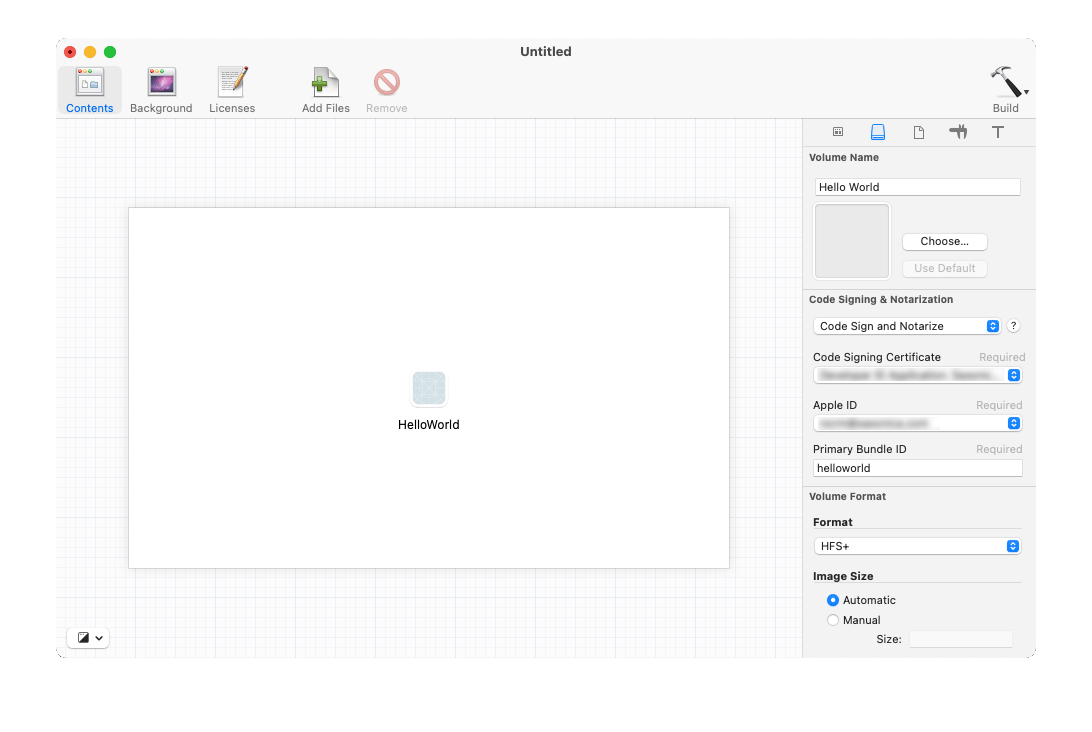 Untitled
Contents
Background
Licenses
Add Files
Remove
Build
Volume Name
Hello World
Choose...
Use Default
Code Signing & Notarization
Code Sign and Notarize ?
Code Signing Certificate Required
Apple ID Required
Primary Bundle ID Required
helloworld
Volume Format
Format
HFS+
Image Size
Automatic
Manual
Size:
HelloWorld